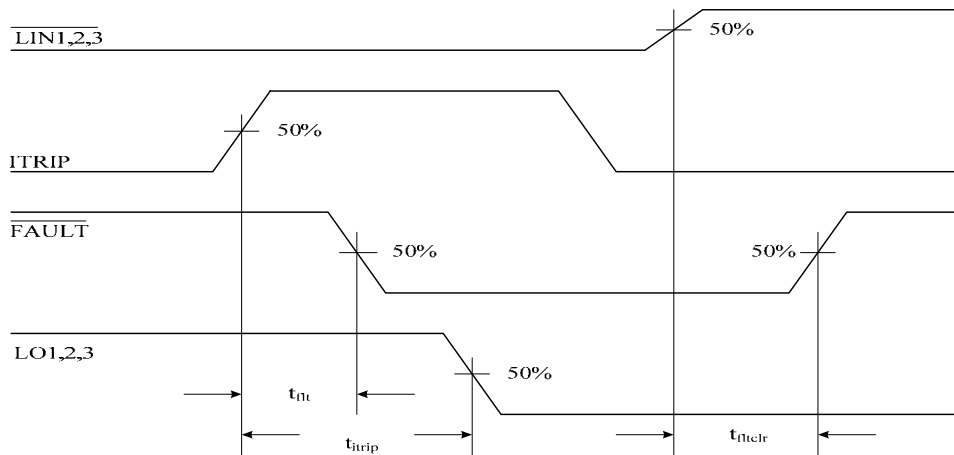 LIN1,2,3
50%
50%
ITRIP
FAULT
50%
50%
LO1,2,3
50%
tflt
titrip
tfltclr